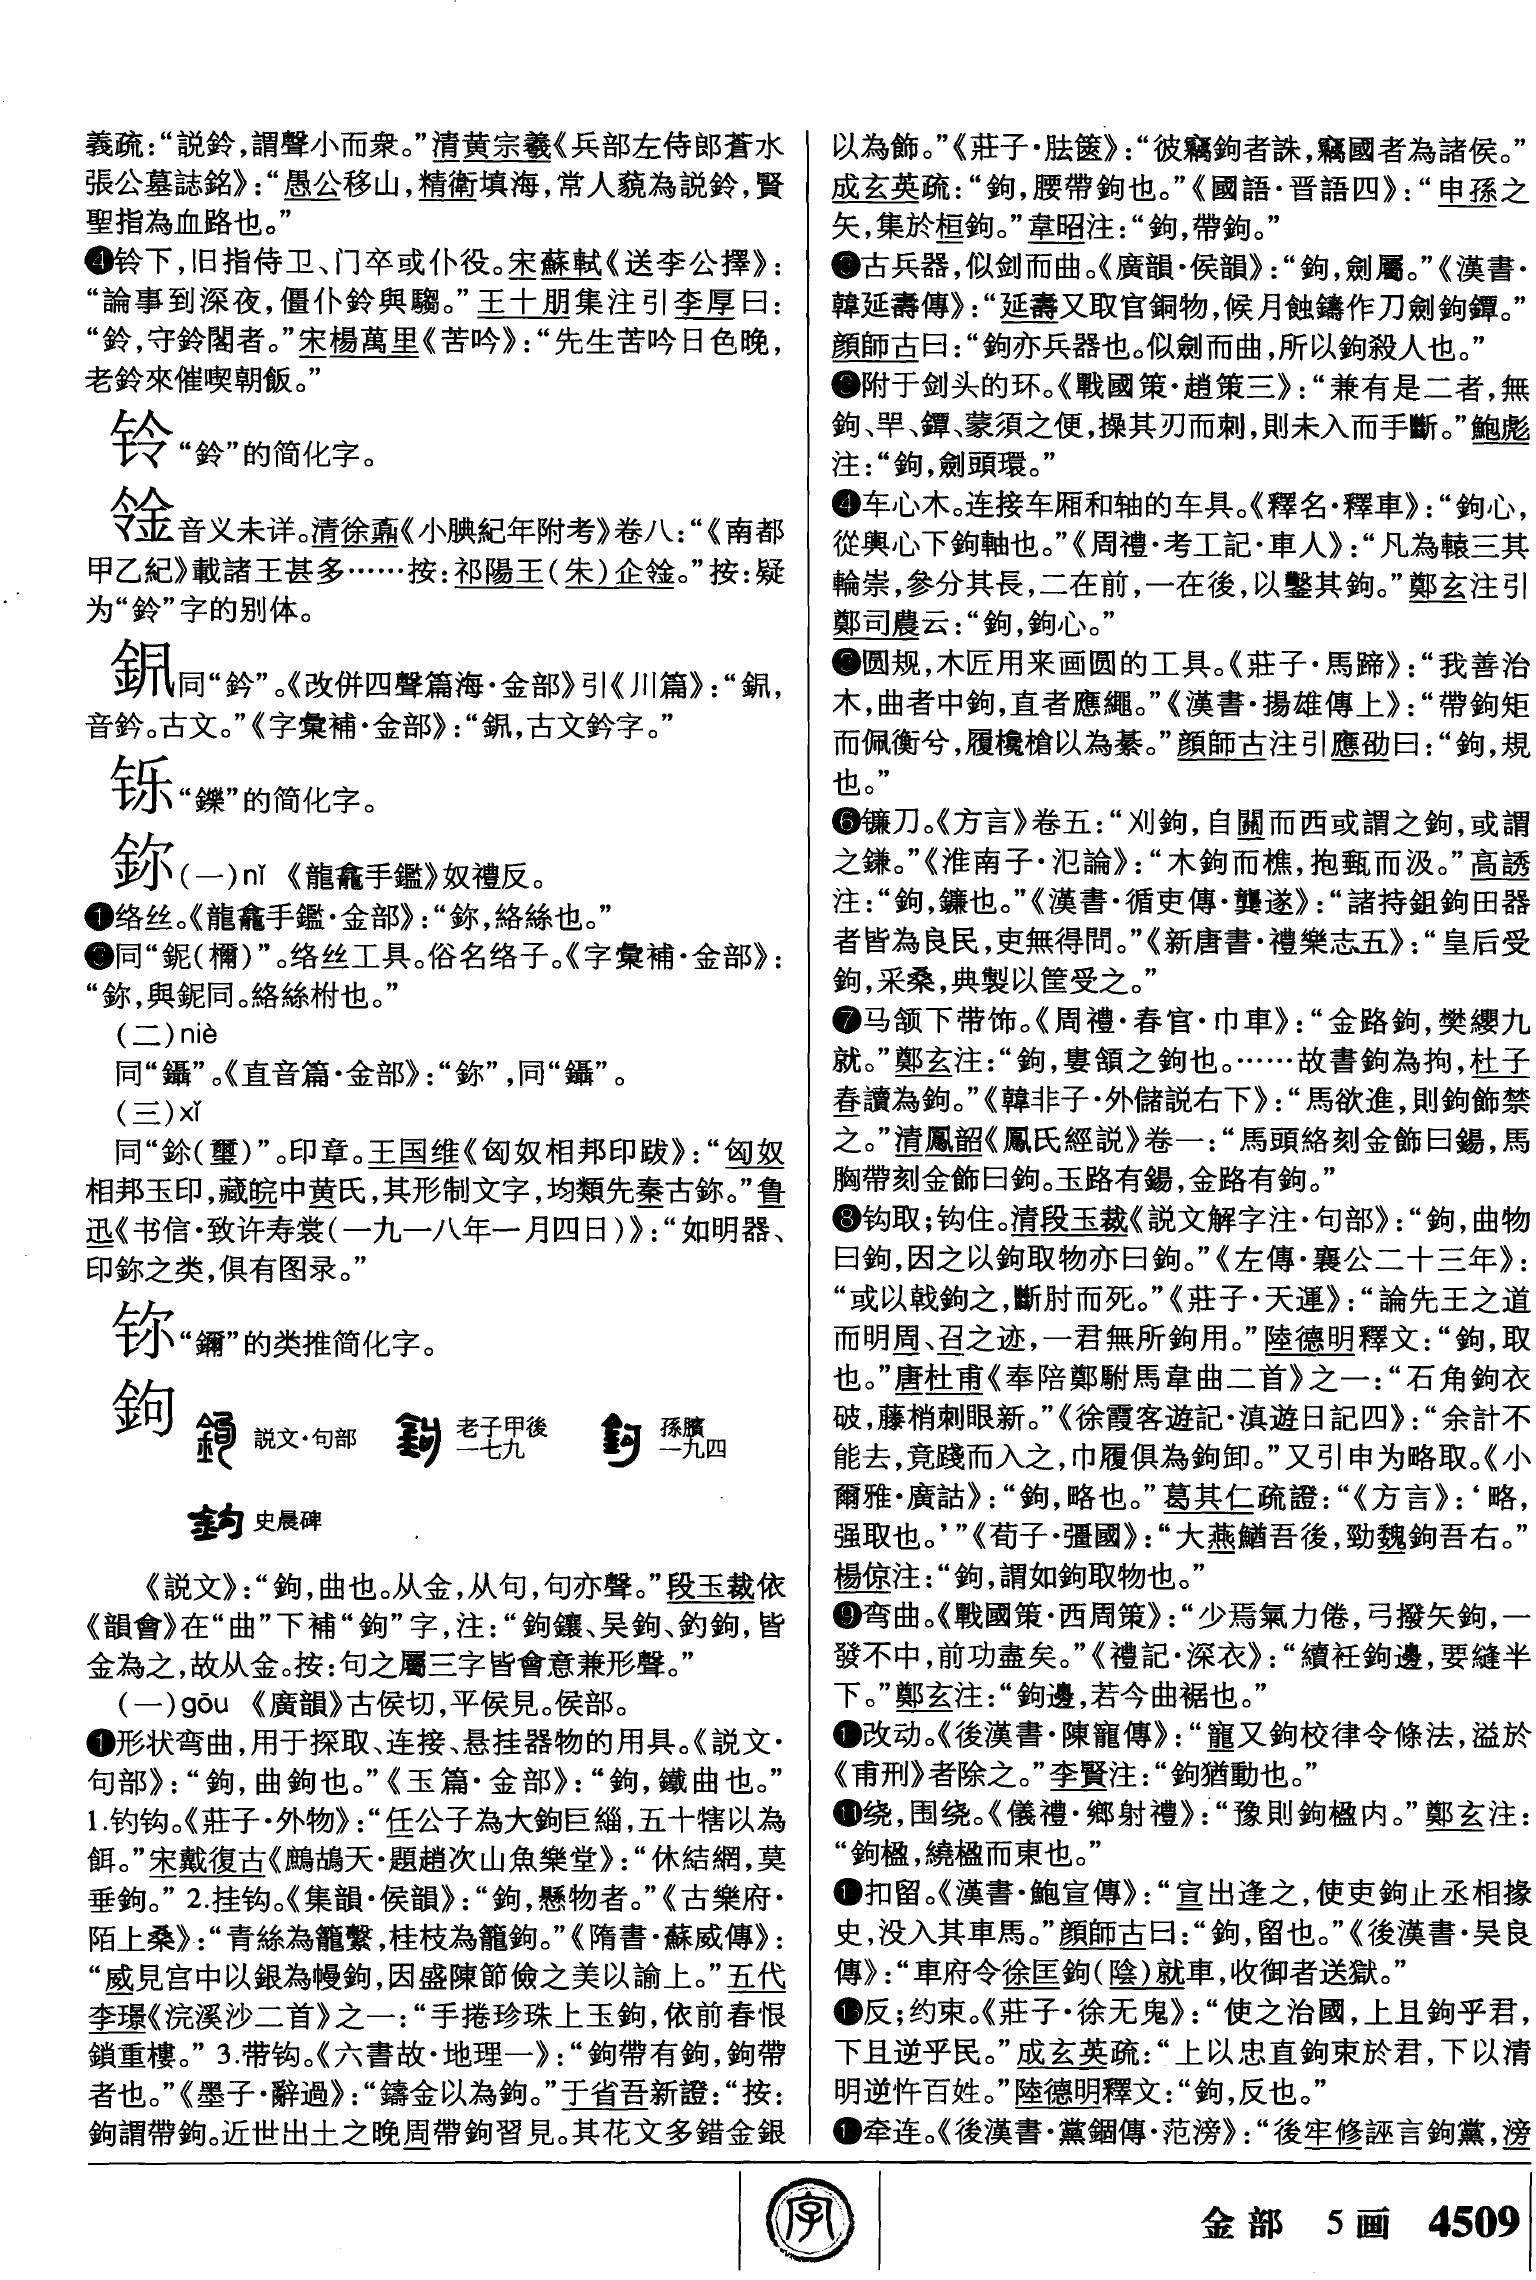 義疏：“説鈴，謂聲小而衆。”清黄宗羲《兵部左侍郎蒼水
張公墓誌銘》：“愚公移山，精衛填海，常人藐為説鈴，賢
聖指為血路也。”
❹铃下，旧指侍卫、门卒或仆役。宋蘇軾《送李公擇》：
“論事到深夜，僵仆鈴與騶。”王十朋集注引李厚曰：
“鈴，守鈴閣者。”宋楊萬里《苦吟》：“先生苦吟日色晚，
老鈴來催喫朝飯。”
铃“鈴”的简化字。
音义未详。清徐鼒《小腆紀年附考》卷八：“《南都
甲乙紀》載諸王甚多……按：祁陽王（朱）企。”按：疑
为“鈴”字的别体。
同“鈐”。《改併四聲篇海·金部》引《川篇》：“，
音鈐。古文。”《字彙補·金部》：“，古文鈐字。”
铄“鑠”的简化字。
鉨（一）nǐ 《龍龕手鑑》奴禮反。
❶络丝。《龍龕手鑑·金部》：“鉨，絡絲也。”
同“鈮（檷）”。络丝工具。俗名络子。《字彙補·金部》：
“鉨，與鈮同。絡絲柎也。”
（二）niè
同“鑷”。《直音篇·金部》：“鉨”，同“鑷”。
（三）xǐ
同“鉩（璽）”。印章。王国维《匈奴相邦印跋》：“匈奴
相邦玉印，藏皖中黄氏，其形制文字，均類先秦古鉨。”鲁
迅《书信·致许寿裳（一九一八年一月四日）》：“如明器、
印鉨之类，俱有图录。”
“鑈”的类推简化字。
鉤 説文·句部 老子甲後一七九 孫臏一九四
史晨碑
《説文》：“鉤，曲也。从金，从句，句亦聲。”段玉裁依
《韻會》在“曲”下補“鉤”字，注：“鉤鑲、吴鉤、釣鉤，皆
金為之，故从金。按：句之屬三字皆會意兼形聲。”
（一）gōu 《廣韻》古侯切，平侯見。侯部。
❶形状弯曲，用于探取、连接、悬挂器物的用具。《説文·
句部》：“鉤，曲鉤也。”《玉篇·金部》：“鉤，鐵曲也。”
1.钓钩。《莊子·外物》：“任公子為大鉤巨緇，五十犗以為
餌。”宋戴復古《鷓鴣天·題趙次山魚樂堂》：“休結網，莫
垂鉤。”2.挂钩。《集韻·侯韻》：“鉤，懸物者。”《古樂府·
陌上桑》：“青絲為籠繫，桂枝為籠鉤。”《隋書·蘇威傳》：
“威見宫中以銀為幔鉤，因盛陳節儉之美以諭上。”五代
李璟《浣溪沙二首》之一：“手捲珍珠上玉鉤，依前春恨
鎖重樓。”3.带钩。《六書故·地理一》：“鉤帶有鉤，鉤帶
者也。”《墨子·辭過》：“鑄金以為鉤。”于省吾新證：“按：
鉤謂帶鉤。近世出土之晚周帶鉤習見。其花文多錯金銀
以為飾。”《莊子·胠篋》：“彼竊鉤者誅，竊國者為諸侯。”
成玄英疏：“鉤，腰帶鉤也。”《國語·晋語四》：“申孫之
矢，集於桓鉤。”韋昭注：“鉤，帶鉤。”
古兵器，似剑而曲。《廣韻·侯韻》：“鉤，劍屬。”《漢書·
韓延壽傳》：“延壽又取官銅物，候月蝕鑄作刀劍鉤鐔。”
顔師古曰：“鉤亦兵器也。似劍而曲，所以鉤殺人也。”
附于剑头的环。《戰國策·趙策三》：“兼有是二者，無
鉤、罕、鐔、蒙須之便，操其刃而刺，則未入而手斷。”鮑彪
注：“鉤，劍頭環。”
❹车心木。连接车厢和轴的车具。《釋名·釋車》：“鉤心，
從輿心下鉤軸也。”《周禮·考工記·車人》：“凡為轅三其
輪崇，參分其長，二在前，一在後，以鑿其鉤。”鄭玄注引
鄭司農云：“鉤，鉤心。”
圆规，木匠用来画圆的工具。《莊子·馬蹄》：“我善治
木，曲者中鉤，直者應繩。”《漢書·揚雄傳上》：“帶鉤矩
而佩衡兮，履欃槍以為綦。”顔師古注引應劭曰：“鉤，規
也。”
❻镰刀。《方言》卷五：“刈鉤，自關而西或謂之鉤，或謂
之鎌。”《淮南子·氾論》：“木鉤而樵，抱甀而汲。”高誘
注：“鉤，鐮也。”《漢書·循吏傳·龔遂》：“諸持鉏鉤田器
者皆為良民，吏無得問。”《新唐書·禮樂志五》：“皇后受
鉤，采桑，典製以筐受之。”
❼马颔下带饰。《周禮·春官·巾車》：“金路鉤，樊纓九
就。”鄭玄注：“鉤，婁頷之鉤也。……故書鉤為拘，杜子
春讀為鉤。”《韓非子·外儲説右下》：“馬欲進，則鉤飾禁
之。”清鳳韶《鳳氏經説》卷一：“馬頭絡刻金飾曰鍚，馬
胸帶刻金飾曰鉤。玉路有鍚，金路有鉤。”
❽钩取；钩住。清段玉裁《説文解字注·句部》：“鉤，曲物
曰鉤，因之以鉤取物亦曰鉤。”《左傳·襄公二十三年》：
“或以戟鉤之，斷肘而死。”《莊子·天運》：“論先王之道
而明周、召之迹，一君無所鉤用。”陸德明釋文：“鉤，取
也。”唐杜甫《奉陪鄭駙馬韋曲二首》之一：“石角鉤衣
破，藤梢刺眼新。”《徐霞客遊記·滇遊日記四》：“余計不
能去，竟踐而入之，巾履俱為鉤卸。”又引申为略取。《小
爾雅·廣詁》：“鉤，略也。”葛其仁疏證：“《方言》：‘略，
强取也。’”《荀子·彊國》：“大燕鰌吾後，勁魏鉤吾右。”
楊倞注：“鉤，謂如鉤取物也。”
❾弯曲。《戰國策·西周策》：“少焉氣力倦，弓撥矢鉤，一
發不中，前功盡矣。”《禮記·深衣》：“續衽鉤邊，要縫半
下。”鄭玄注：“鉤邊，若今曲裾也。”
改动。《後漢書·陳寵傳》：“寵又鉤校律令條法，溢於
《甫刑》者除之。”李賢注：“鉤猶動也。”
⓫绕，围绕。《儀禮·鄉射禮》：“豫則鉤楹内。”鄭玄注：
“鉤楹，繞楹而東也。”
扣留。《漢書·鮑宣傳》：“宣出逢之，使吏鉤止丞相掾
史，没入其車馬。”顔師古曰：“鉤，留也。”《後漢書·吴良
傳》：“車府令徐匡鉤（陰）就車，收御者送獄。”
反；约束。《莊子·徐无鬼》：“使之治國，上且鉤乎君，
下且逆乎民。”成玄英疏：“上以忠直鉤束於君，下以清
明逆忤百姓。”陸德明釋文：“鉤，反也。”
牵连。《後漢書·黨錮傳·范滂》：“後牢修誣言鉤黨，滂
字
金部 5画 4509